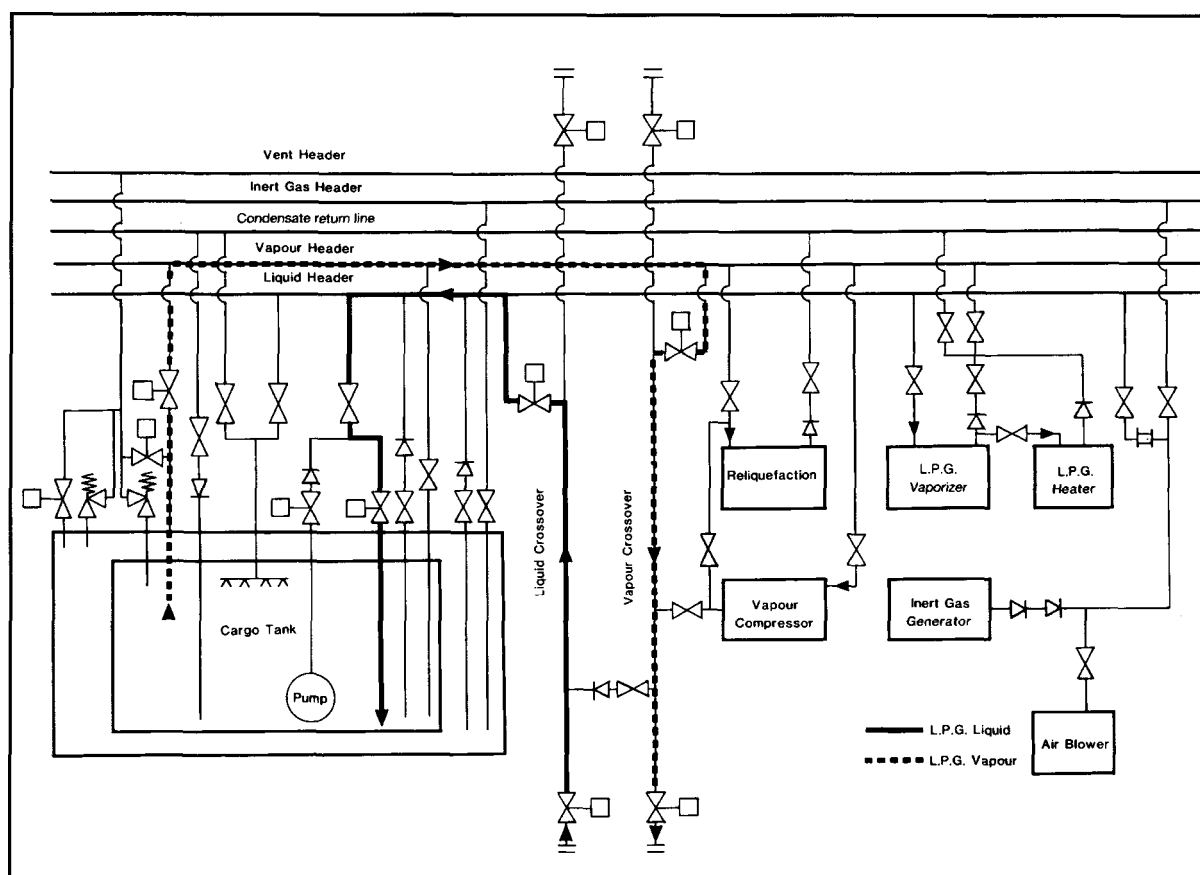 Vent Header
Inert Gas Header
Condensate return line
Vapour Header
Liquid Header
Reliquefaction
L.P.G.
Vaporizer
L.P.G.
Heater
Liquid Crossover
Vapour Crossover
Cargo Tank
Pump
Vapour
Compressor
Inert Gas
Generator
Air Blower
L.P.G. Liquid
L.P.G. Vapour